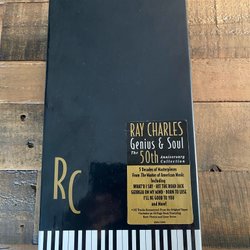 RAY CHARLES
Genius & Soul
The 50th Anniversary
Collection
5 Decades of Masterpieces
From The Genius of American Music
Including
WHAT'D I SAY · HIT THE ROAD JACK
GEORGIA ON MY MIND · BORN TO LOSE
I'LL BE GOOD TO YOU
and More!
RC